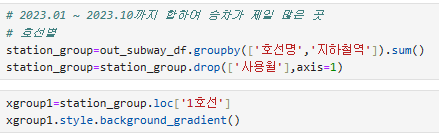 # 2023.01 ~ 2023.10까지 합하여 승차가 제일 많은 곳
# 호선별
station_group=out_subway_df.groupby(['호선명','지하철역']).sum()
station_group=station_group.drop(['사용월'],axis=1)
xgroup1=station_group.loc['1호선']
xgroup1.style.background_gradient()